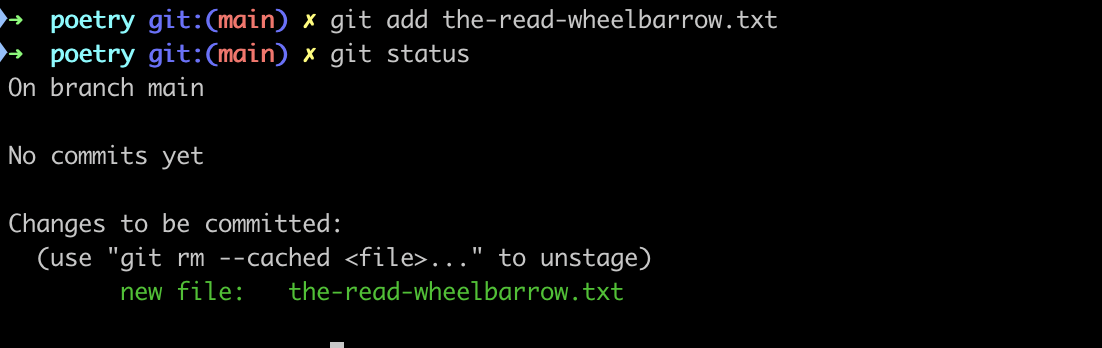 ➜  poetry git:(main) ✗ git add the-read-wheelbarrow.txt
➜  poetry git:(main) ✗ git status
On branch main
No commits yet
Changes to be committed:
  (use "git rm --cached <file>..." to unstage)
        new file:   the-read-wheelbarrow.txt